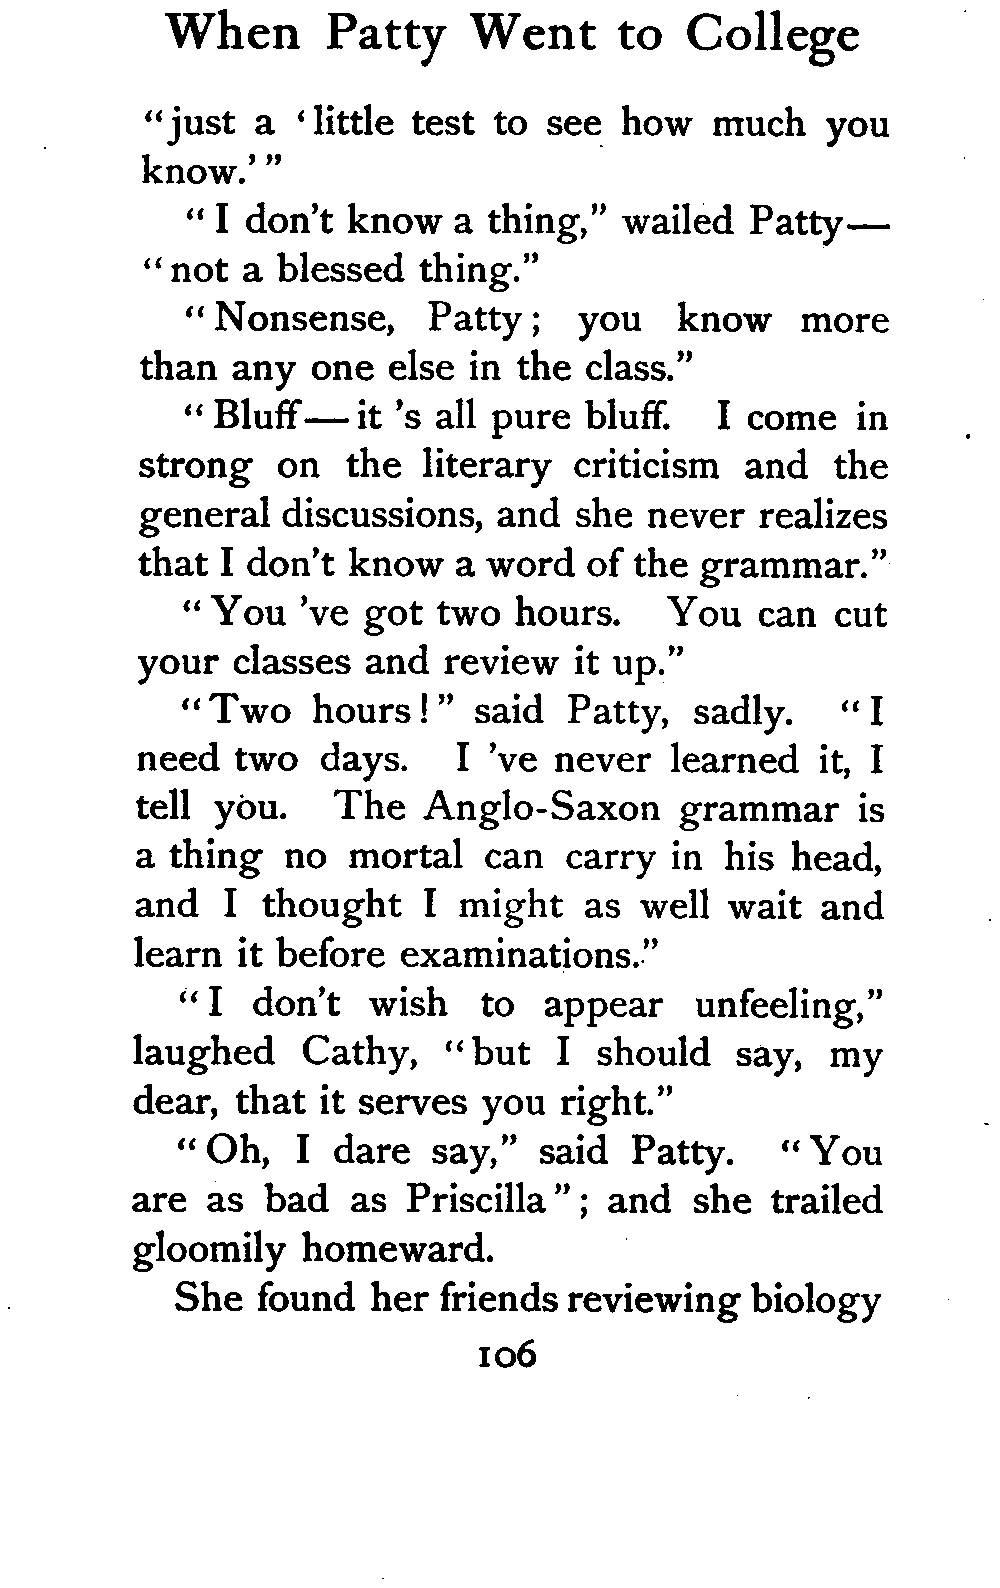 When Patty Went to College
“just a ‘little test to see how much you
know.’”
“I don’t know a thing,” wailed Patty—
“not a blessed thing.”
“Nonsense, Patty; you know more
than any one else in the class.”
“Bluff—it ’s all pure bluff. I come in
strong on the literary criticism and the
general discussions, and she never realizes
that I don’t know a word of the grammar.”
“You ’ve got two hours. You can cut
your classes and review it up.”
“Two hours!” said Patty, sadly. “I
need two days. I ’ve never learned it, I
tell you. The Anglo-Saxon grammar is
a thing no mortal can carry in his head,
and I thought I might as well wait and
learn it before examinations.”
“I don’t wish to appear unfeeling,”
laughed Cathy, “but I should say, my
dear, that it serves you right.”
“Oh, I dare say,” said Patty. “You
are as bad as Priscilla”; and she trailed
gloomily homeward.
She found her friends reviewing biology
106